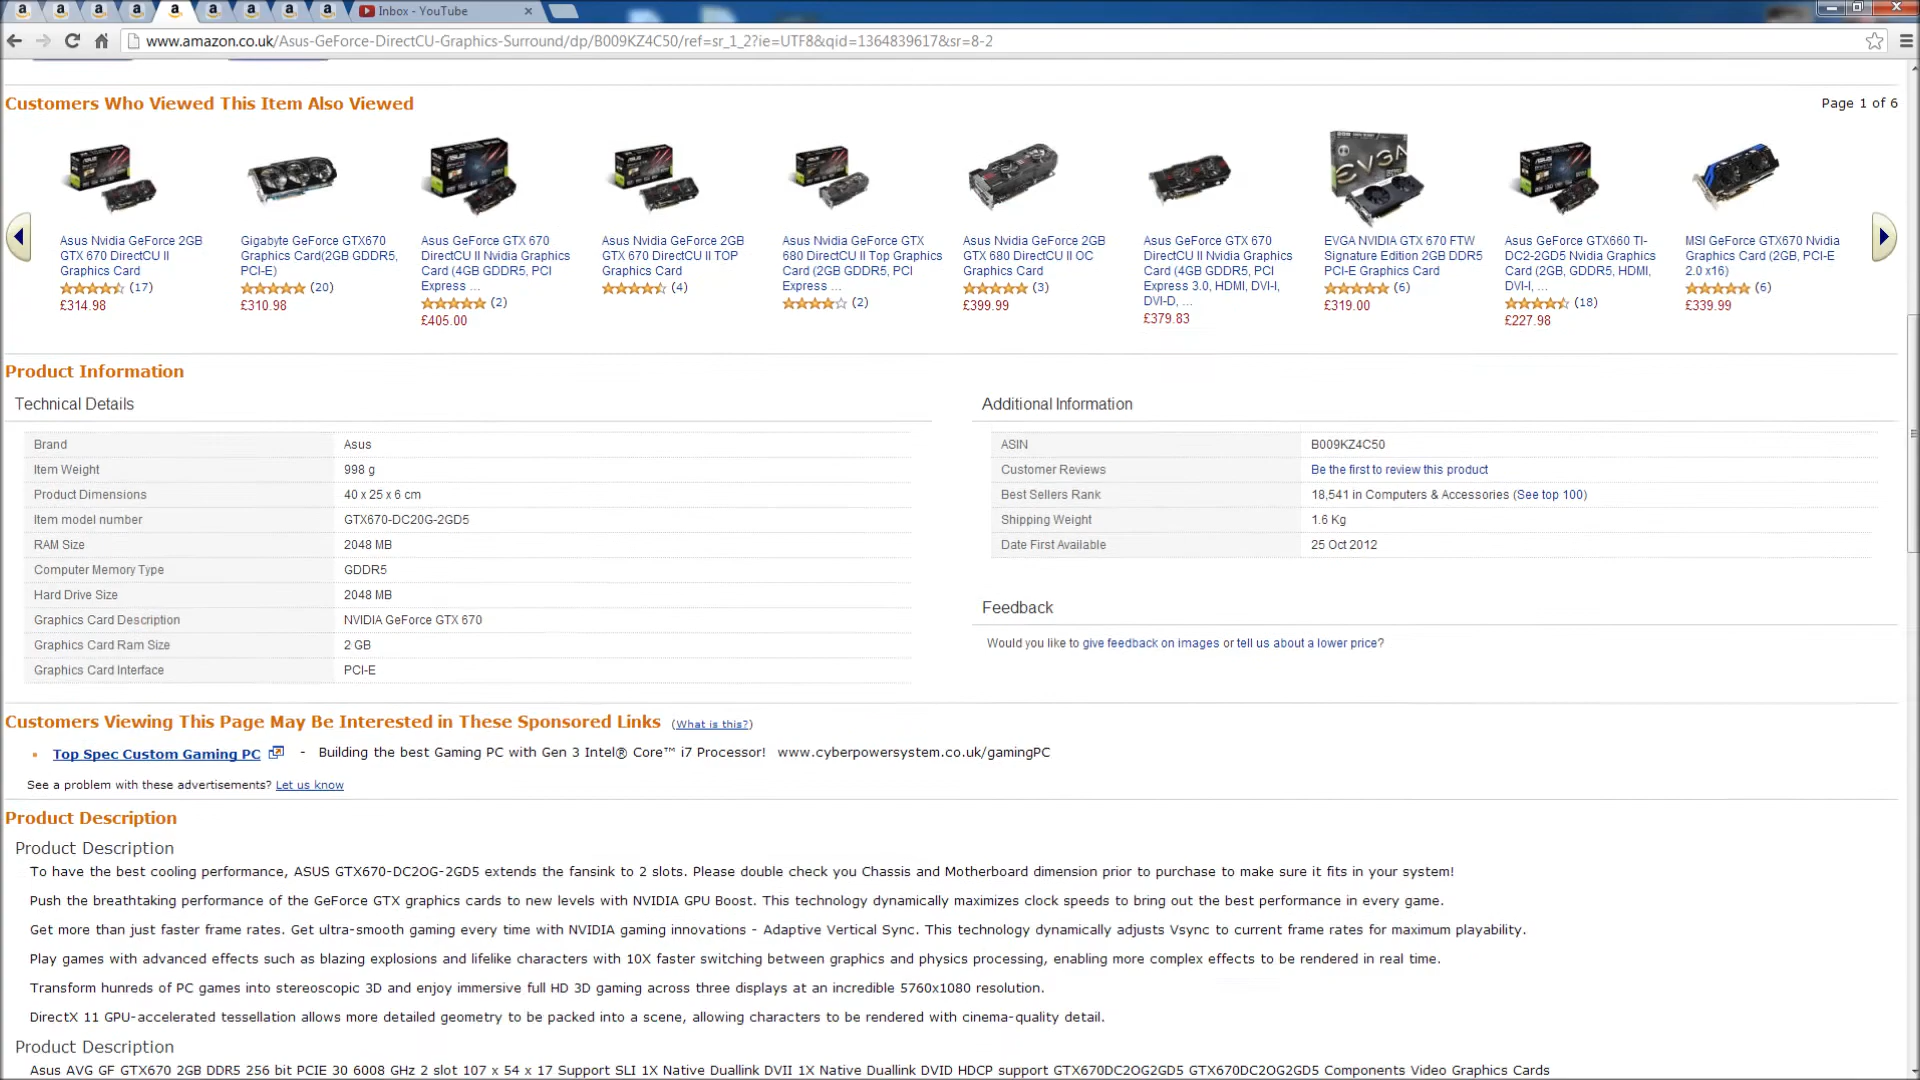 Inbox - YouTube
www.amazon.co.uk/Asus-GeForce-DirectCU-Graphics-Surround/dp/B009KZ4C50/ref=sr_1_2?ie=UTF8&qid=1364839617&sr=8-2
Customers Who Viewed This Item Also Viewed
Page 1 of 6
Asus Nvidia GeForce 2GB
GTX 670 DirectCU II
Graphics Card
(17)
£314.98
Gigabyte GeForce GTX670
Graphics Card(2GB GDDR5,
PCI-E)
(20)
£310.98
Asus GeForce GTX 670
DirectCU II Nvidia Graphics
Card (4GB GDDR5, PCI
Express ...
(2)
£405.00
Asus Nvidia GeForce 2GB
GTX 670 DirectCU II TOP
Graphics Card
(4)
Asus Nvidia GeForce GTX
680 DirectCU II Top Graphics
Card (2GB GDDR5, PCI
Express ...
(2)
Asus Nvidia GeForce 2GB
GTX 680 DirectCU II OC
Graphics Card
(3)
£399.99
Asus GeForce GTX 670
DirectCU II Nvidia Graphics
Card (4GB GDDR5, PCI
Express 3.0, HDMI, DVI-I,
DVI-D, ...
£379.83
EVGA
EVGA NVIDIA GTX 670 FTW
Signature Edition 2GB DDR5
PCI-E Graphics Card
(6)
£319.00
Asus GeForce GTX660 TI-
DC2-2GD5 Nvidia Graphics
Card (2GB, GDDR5, HDMI,
DVI-I, ...
(18)
£227.98
MSI GeForce GTX670 Nvidia
Graphics Card (2GB, PCI-E
2.0 x16)
(6)
£339.99
Product Information
Technical Details
Brand Asus
Item Weight 998 g
Product Dimensions 40 x 25 x 6 cm
Item model number GTX670-DC2OG-2GD5
RAM Size 2048 MB
Computer Memory Type GDDR5
Hard Drive Size 2048 MB
Graphics Card Description NVIDIA GeForce GTX 670
Graphics Card Ram Size 2 GB
Graphics Card Interface PCI-E
Additional Information
ASIN B009KZ4C50
Customer Reviews Be the first to review this product
Best Sellers Rank 18,541 in Computers & Accessories (See top 100)
Shipping Weight 1.6 Kg
Date First Available 25 Oct 2012
Feedback
Would you like to give feedback on images or tell us about a lower price?
Customers Viewing This Page May Be Interested in These Sponsored Links (What is this?)
Top Spec Custom Gaming PC - Building the best Gaming PC with Gen 3 Intel® Core™ i7 Processor! www.cyberpowersystem.co.uk/gamingPC
See a problem with these advertisements? Let us know
Product Description
Product Description
To have the best cooling performance, ASUS GTX670-DC2OG-2GD5 extends the fansink to 2 slots. Please double check you Chassis and Motherboard dimension prior to purchase to make sure it fits in your system!
Push the breathtaking performance of the GeForce GTX graphics cards to new levels with NVIDIA GPU Boost. This technology dynamically maximizes clock speeds to bring out the best performance in every game.
Get more than just faster frame rates. Get ultra-smooth gaming every time with NVIDIA gaming innovations - Adaptive Vertical Sync. This technology dynamically adjusts Vsync to current frame rates for maximum playability.
Play games with advanced effects such as blazing explosions and lifelike characters with 10X faster switching between graphics and physics processing, enabling more complex effects to be rendered in real time.
Transform hunreds of PC games into stereoscopic 3D and enjoy immersive full HD 3D gaming across three displays at an incredible 5760x1080 resolution.
DirectX 11 GPU-accelerated tessellation allows more detailed geometry to be packed into a scene, allowing characters to be rendered with cinema-quality detail.
Product Description
Asus AVG GF GTX670 2GB DDR5 256 bit PCIE 30 6008 GHz 2 slot 107 x 54 x 17 Support SLI 1X Native Duallink DVII 1X Native Duallink DVID HDCP support GTX670DC2OG2GD5 GTX670DC2OG2GD5 Components Video Graphics Cards